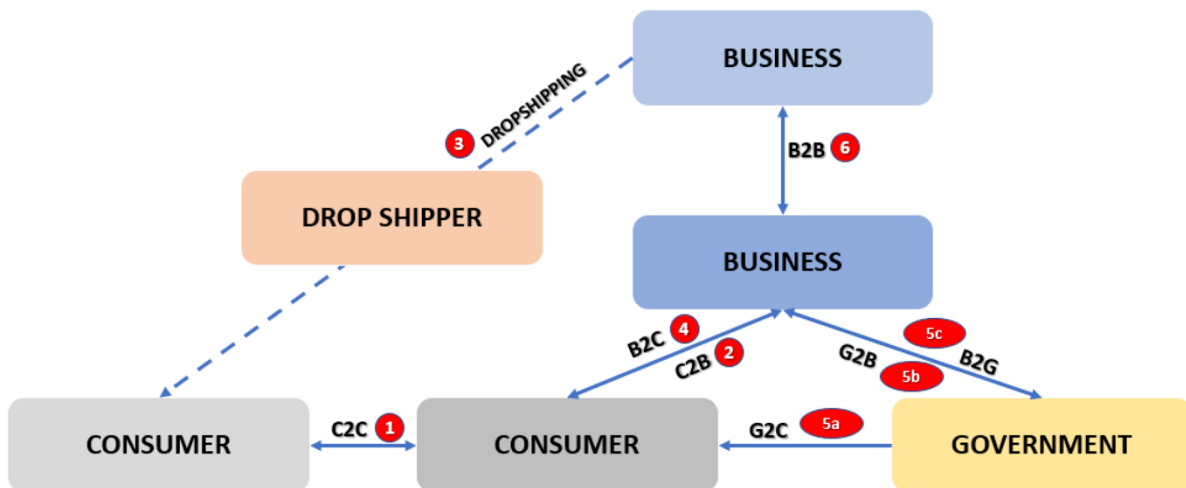 BUSINESS
3 DROPSHIPPING
B2B 6
DROP SHIPPER
BUSINESS
B2C 4
C2B 2
5c
B2G
G2B
5b
CONSUMER
C2C 1
CONSUMER
G2C 5a
GOVERNMENT